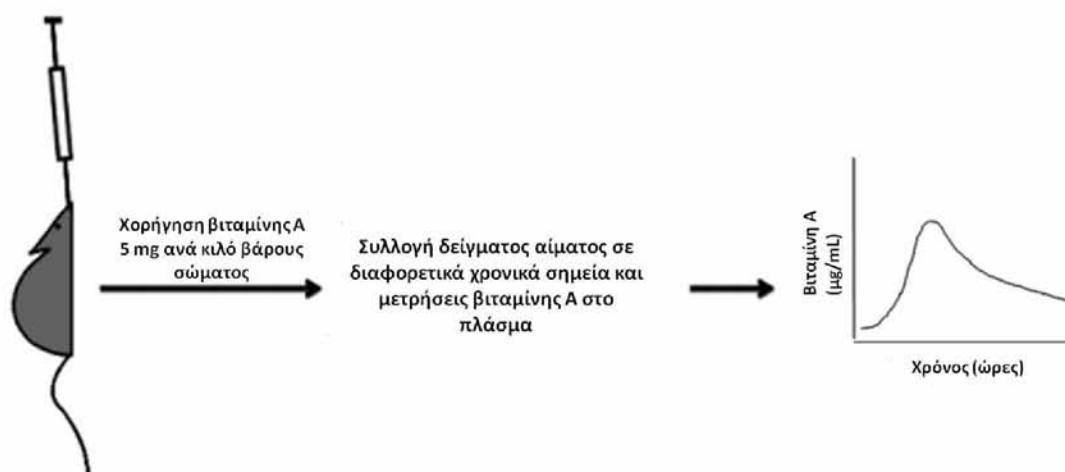 Χορήγηση βιταμίνης Α
5 mg ανά κιλό βάρους
σώματος
Συλλογή δείγματος αίματος σε
διαφορετικά χρονικά σημεία και
μετρήσεις βιταμίνης Α στο
πλάσμα
Βιταμίνη Α
(μg/mL)
Χρόνος (ώρες)